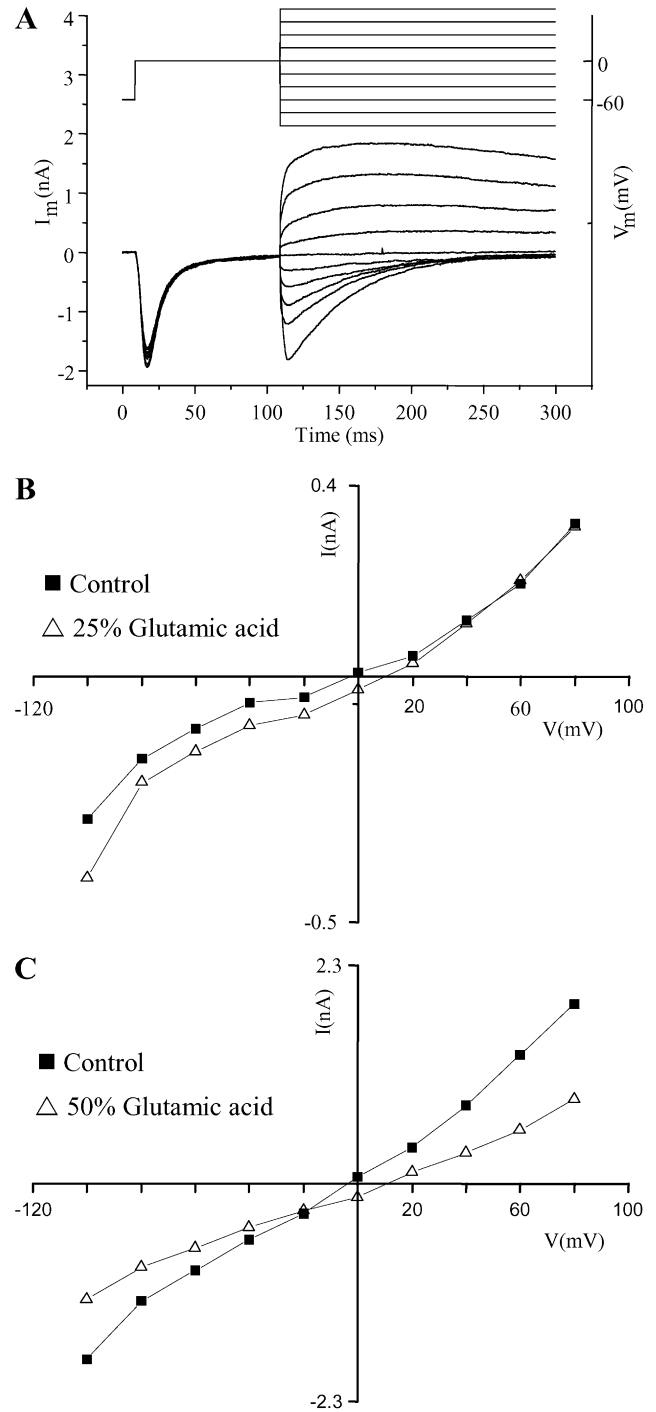 A
4
3
2
1
0
-1
-2
I_m(nA)
0
-60
V_m(mV)
0 50 100 150 200 250 300
Time (ms)
B
0.4
I(nA)
■ Control
△ 25% Glutamic acid
-120 20 60 100
V(mV)
-0.5
C
2.3
I(nA)
■ Control
△ 50% Glutamic acid
-120 20 60 100
V(mV)
-2.3